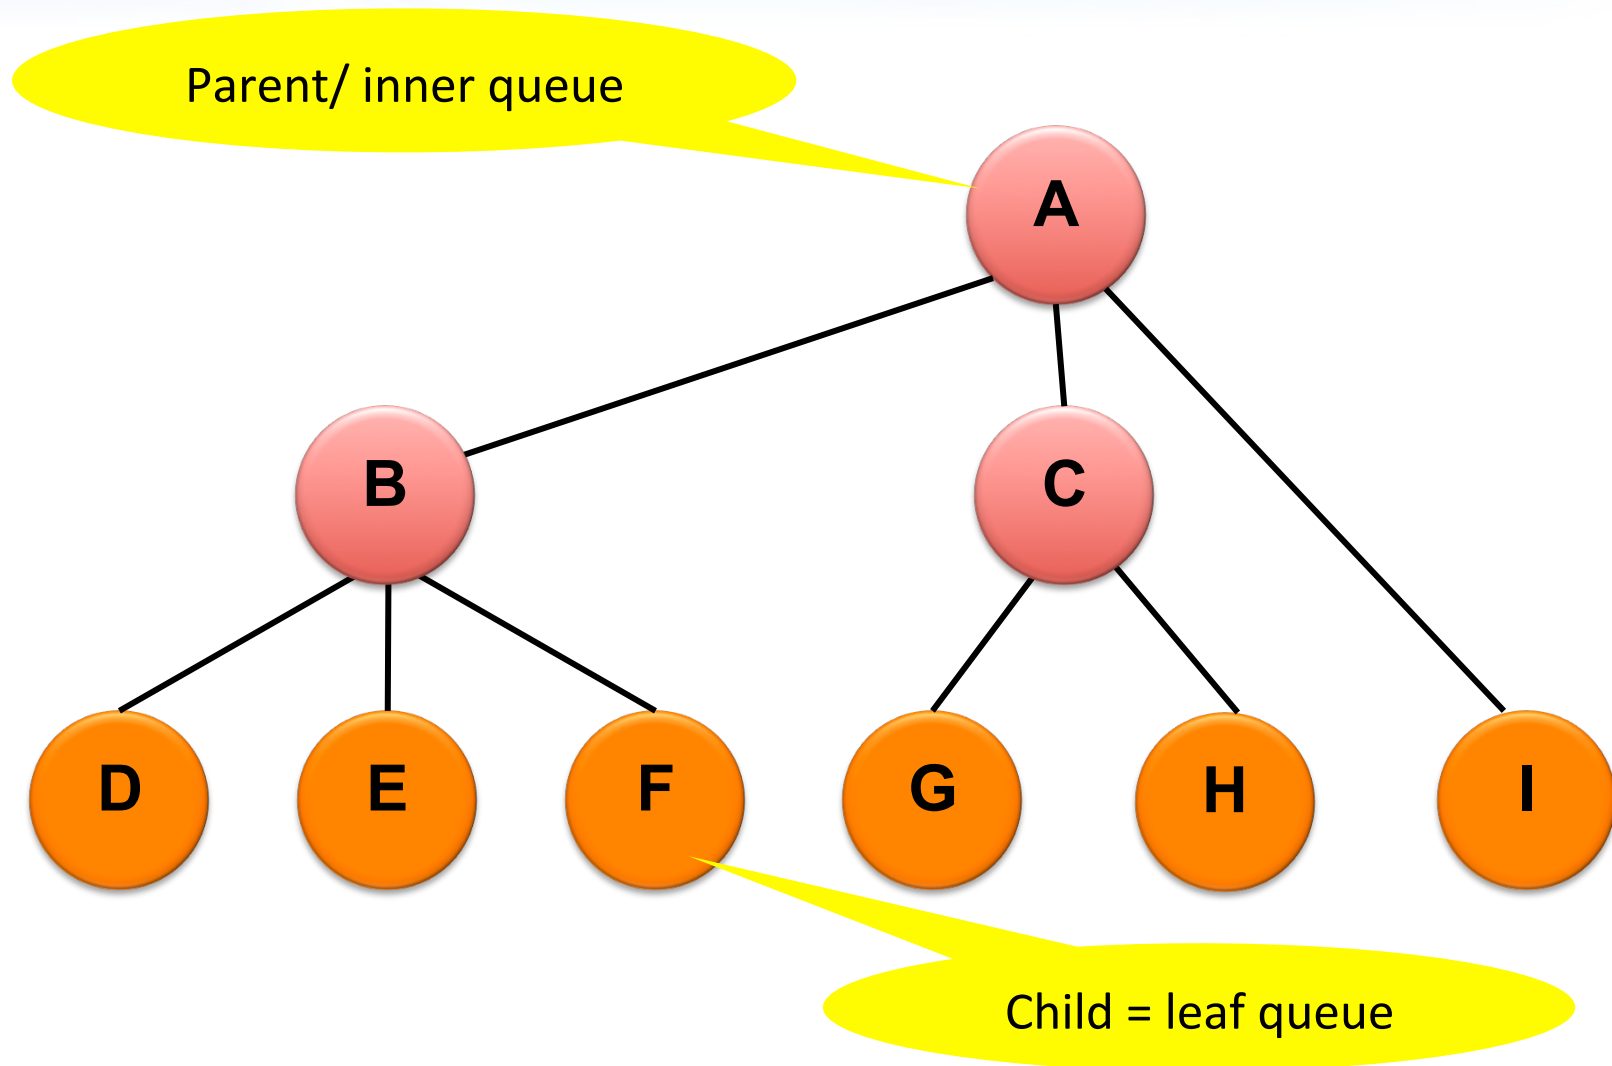 Parent/ inner queue
A
B
C
D
E
F
G
H
I
Child = leaf queue